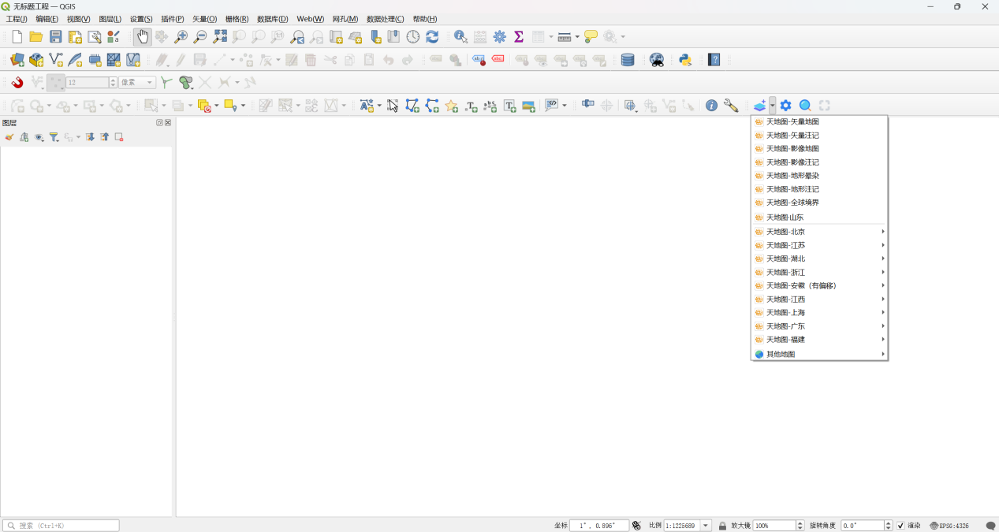 无标题工程 — QGIS
工程(J) 编辑(E) 视图(V) 图层(L) 设置(S) 插件(P) 矢量(O) 栅格(R) 数据库(D) Web(W) 网孔(M) 数据处理(C) 帮助(H)
12 像素
图层
天地图-矢量地图
天地图-矢量注记
天地图-影像地图
天地图-影像注记
天地图-地形晕染
天地图-地形注记
天地图-全球境界
天地图·山东
天地图-北京
天地图-江苏
天地图-湖北
天地图-浙江
天地图-安徽（有偏移）
天地图-江西
天地图-上海
天地图-广东
天地图-福建
其他地图
搜索 (Ctrl+K) 坐标 1°, 0.896° 比例 1:1225689 放大镜 100% 旋转角度 0.0° 渲染 EPSG:4326